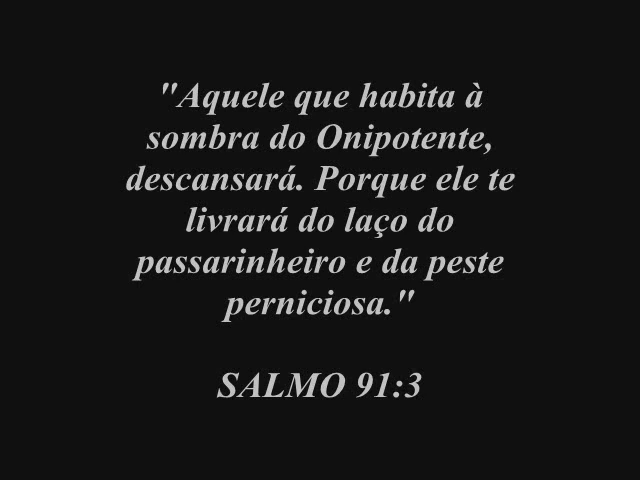 "Aquele que habita à
sombra do Onipotente,
descansará. Porque ele te
livrará do laço do
passarinheiro e da peste
perniciosa."
SALMO 91:3